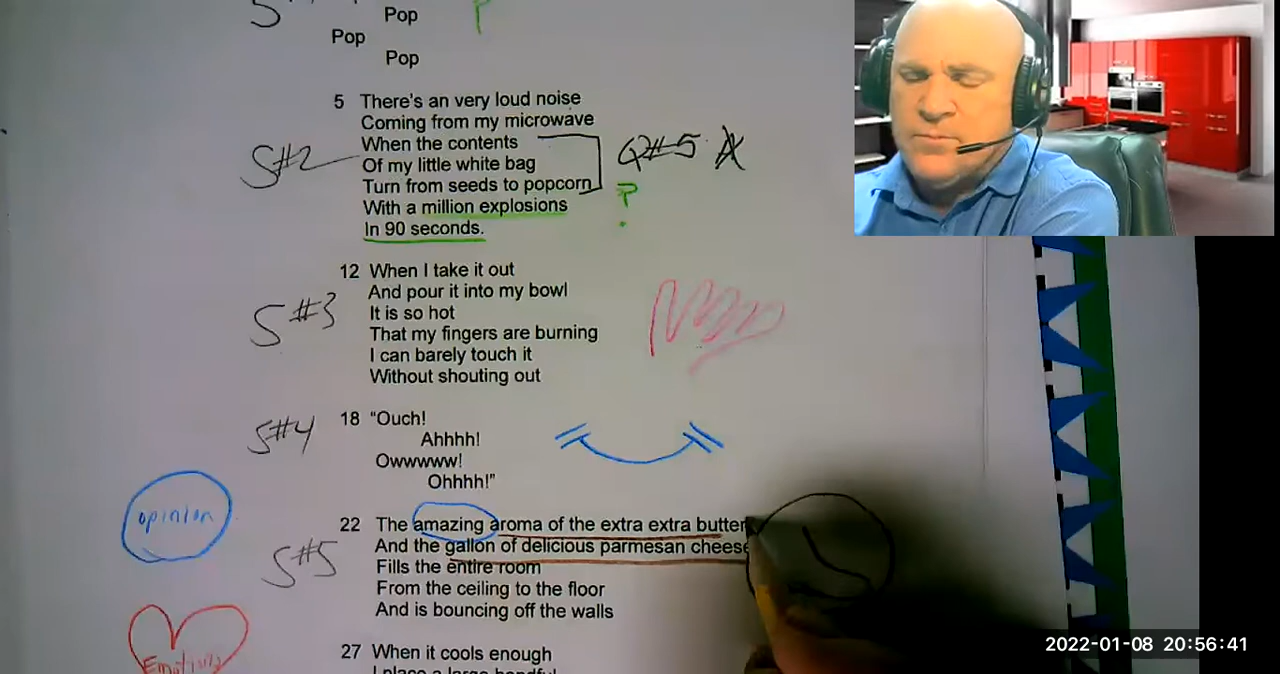 Pop
Pop
Pop
5 There's an very loud noise
Coming from my microwave
When the contents
Of my little white bag
Turn from seeds to popcorn
With a million explosions
In 90 seconds.
S#2
Q#5 A
?
12 When I take it out
And pour it into my bowl
It is so hot
That my fingers are burning
I can barely touch it
Without shouting out
S#3
18 "Ouch!
Ahhhh!
Owwwww!
Ohhhh!"
S#4
opinion
22 The amazing aroma of the extra extra butter
And the gallon of delicious parmesan cheese
Fills the entire room
From the ceiling to the floor
And is bouncing off the walls
S#5
Emotions
27 When it cools enough
I place a large handful
2022-01-08 20:56:41